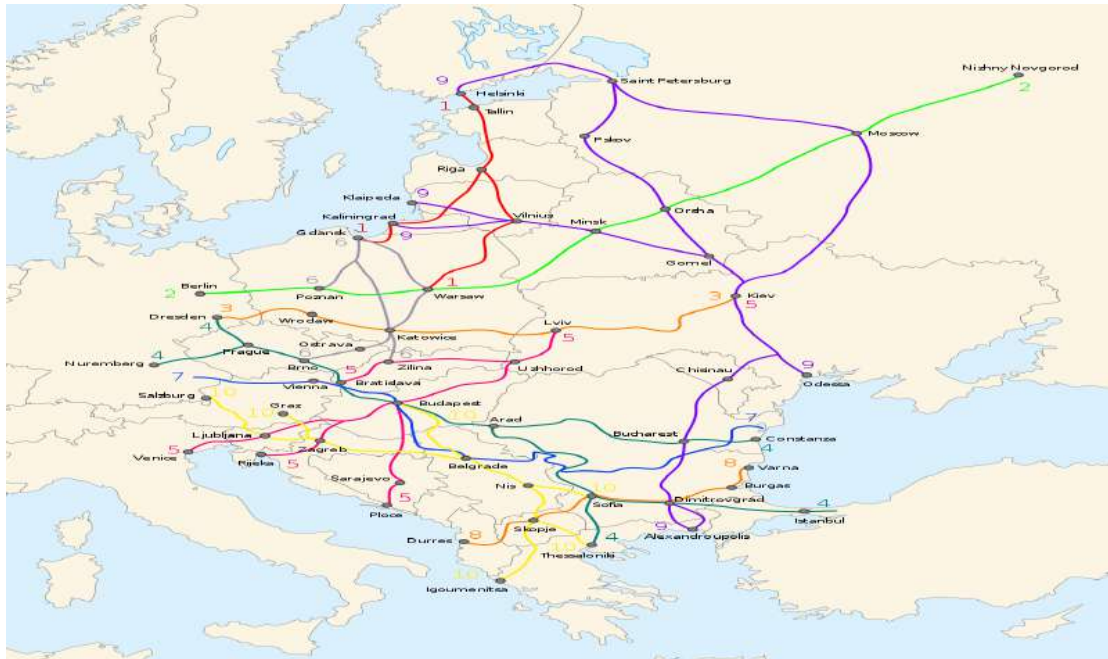 Nizhny Novgorod
2
9
Saint Petersburg
Helsinki
1
Tallin
Moscow
Pskov
Riga
Klaipeda
9
Kaliningrad
Vilnius
Orsha
Minsk
1
Gdansk
6
9
9
Gomel
Berlin
2
6
Poznan
1
Warsaw
3
Kiev
5
Dresden
3
4
Wroclaw
Lviv
5
Katowice
Prague
Ostrava
Nuremberg
4
6
Brno
5
6
Zilina
Uzhhorod
Chisinau
9
Odessa
7
Vienna
Bratislava
Salzburg
10
Graz
10
Budapest
10
Arad
7
Ljubljana
Zagreb
Bucharest
Constanza
4
Venice
5
Rijeka
5
Belgrade
8
Varna
Sarajevo
5
Nis
10
Burgas
Ploce
Sofia
Dimitrovgrad
4
Istanbul
Skopje
9
Alexandroupolis
Durres
8
10
4
Thessaloniki
10
Igoumenitsa